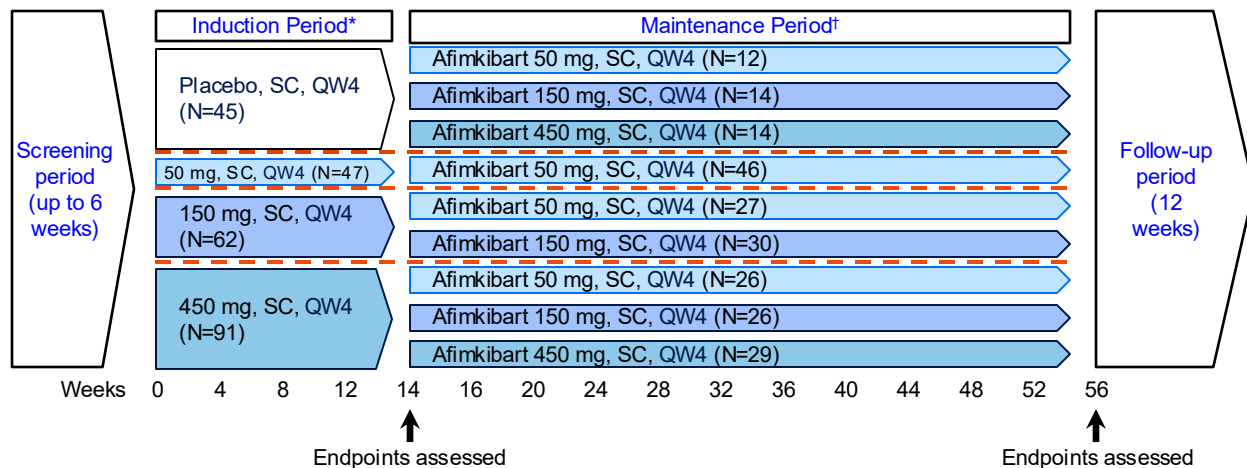 Induction Period*
Maintenance Period†
Screening
period
(up to 6
weeks)
Placebo, SC, QW4
(N=45)
Afimkibart 50 mg, SC, QW4 (N=12)
Afimkibart 150 mg, SC, QW4 (N=14)
Afimkibart 450 mg, SC, QW4 (N=14)
50 mg, SC, QW4 (N=47)
Afimkibart 50 mg, SC, QW4 (N=46)
150 mg, SC, QW4
(N=62)
Afimkibart 50 mg, SC, QW4 (N=27)
Afimkibart 150 mg, SC, QW4 (N=30)
450 mg, SC, QW4
(N=91)
Afimkibart 50 mg, SC, QW4 (N=26)
Afimkibart 150 mg, SC, QW4 (N=26)
Afimkibart 450 mg, SC, QW4 (N=29)
Follow-up
period
(12
weeks)
Weeks 0 4 8 12 14 16 20 24 28 32 36 40 44 48 52 56
Endpoints assessed
Endpoints assessed